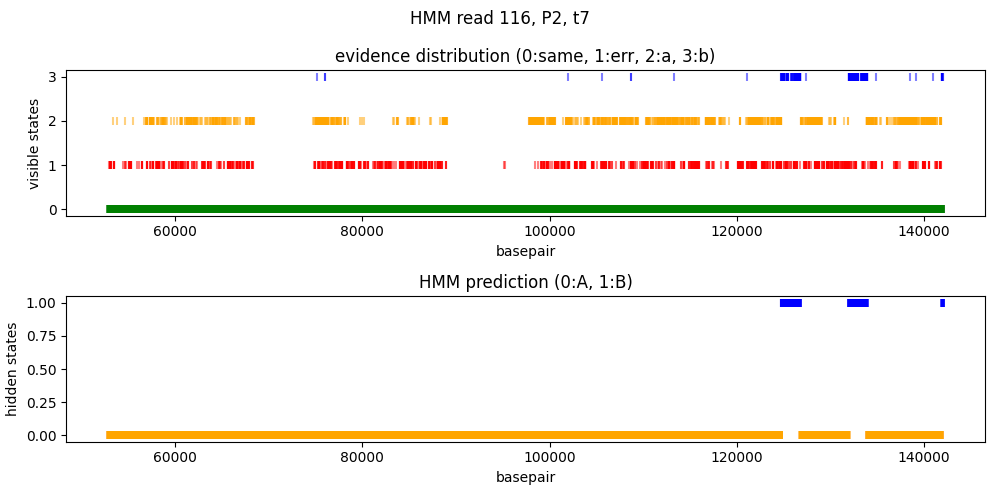 HMM read 116, P2, t7
evidence distribution (0:same, 1:err, 2:a, 3:b)
visible states
3
2
1
0
60000 80000 100000 120000 140000
basepair
HMM prediction (0:A, 1:B)
hidden states
1.00
0.75
0.50
0.25
0.00
60000 80000 100000 120000 140000
basepair